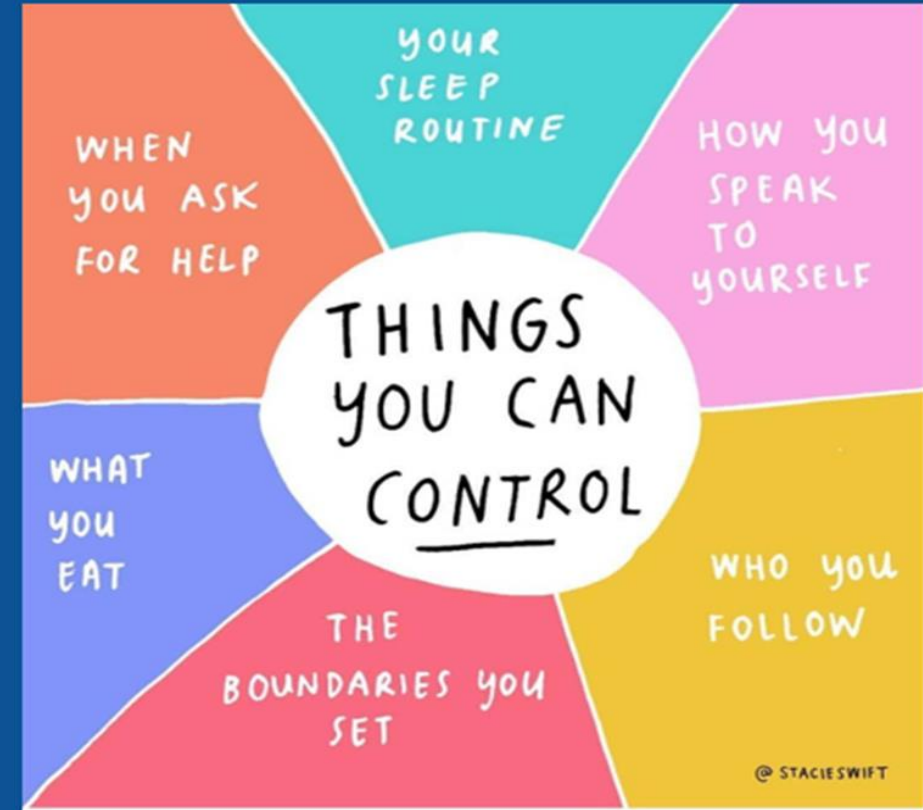 YOUR
SLEEP
ROUTINE
HOW YOU
SPEAK
TO
YOURSELF
WHO YOU
FOLLOW
THE
BOUNDARIES YOU
SET
WHAT
YOU
EAT
WHEN
YOU ASK
FOR HELP
THINGS
YOU CAN
CONTROL
@STACIESWIFT